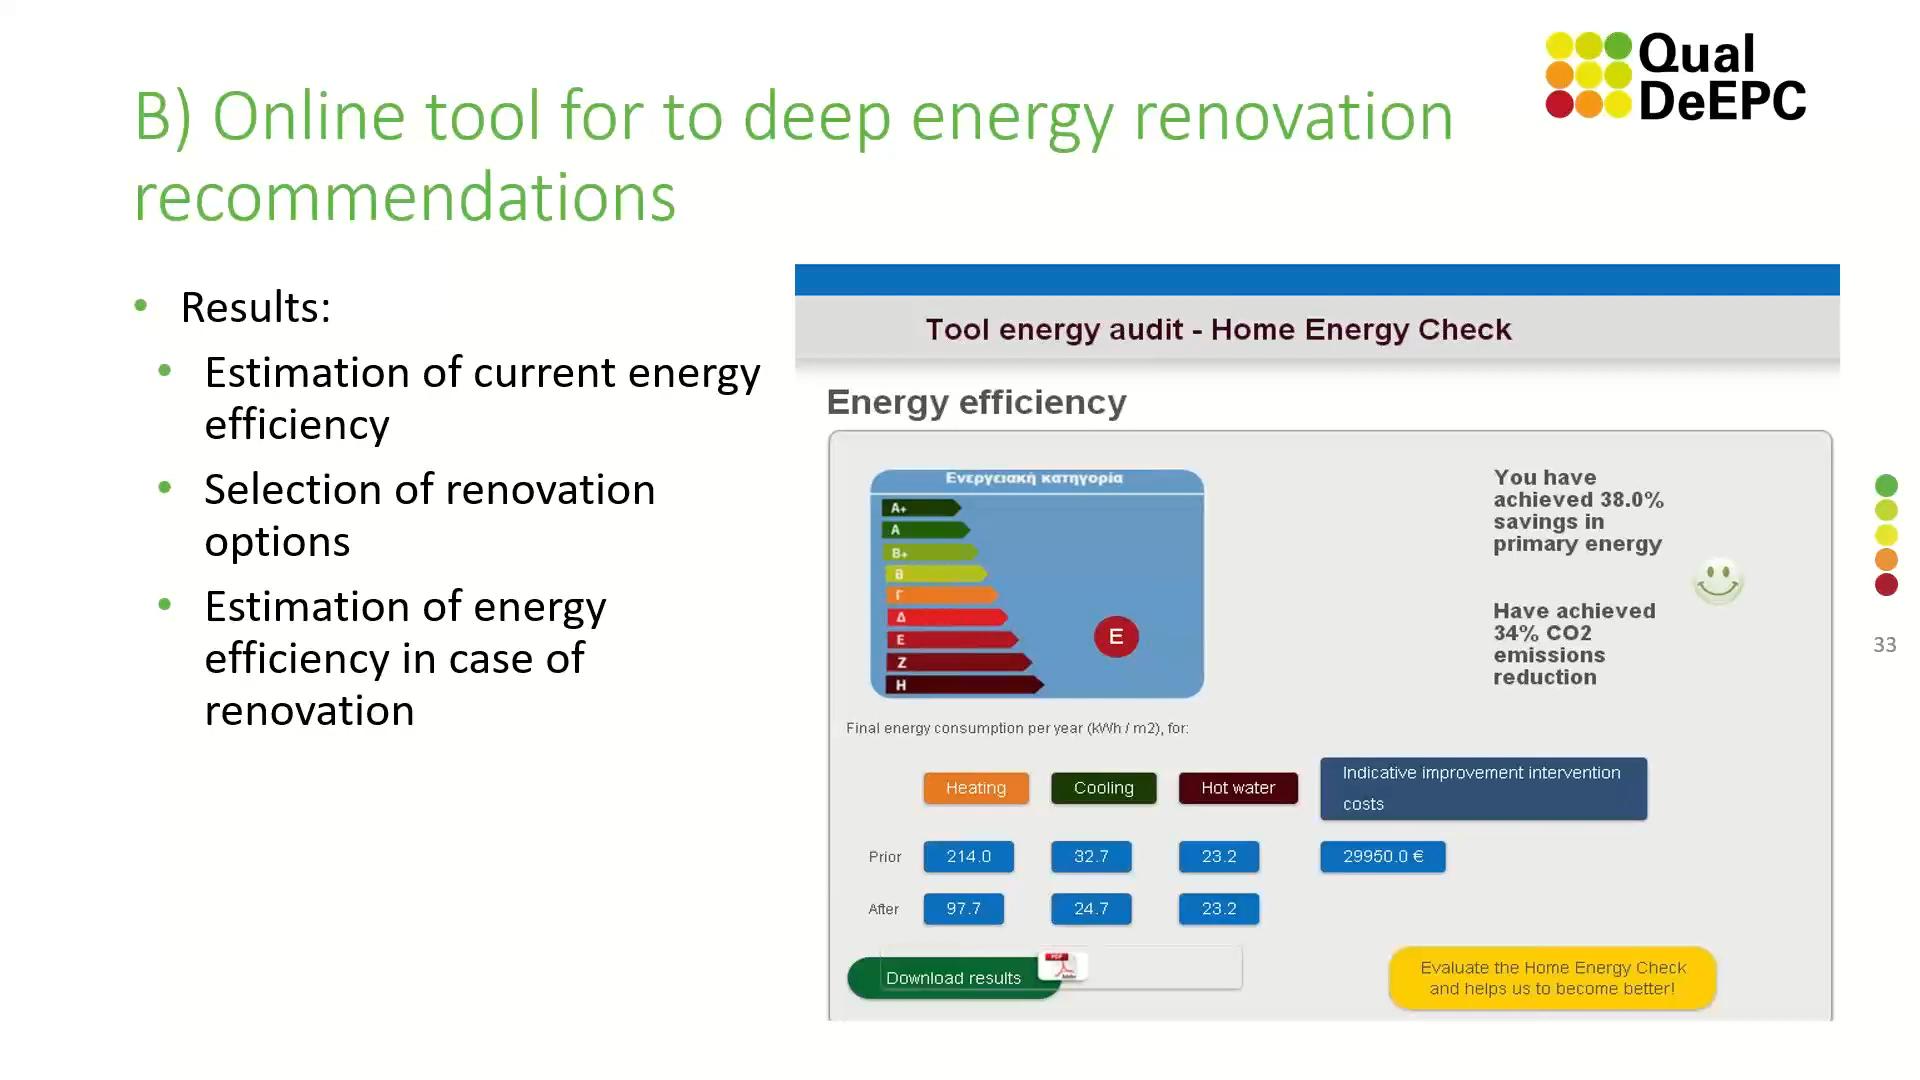 Qual
DeEPC
B) Online tool for to deep energy renovation
recommendations
• Results:
• Estimation of current energy
efficiency
• Selection of renovation
options
• Estimation of energy
efficiency in case of
renovation
Tool energy audit - Home Energy Check
Energy efficiency
Ενεργειακή κατηγορία
A+
A
B+
B
Γ
Δ
E
Z
H
E
You have
achieved 38.0%
savings in
primary energy
Have achieved
34% CO2
emissions
reduction
Final energy consumption per year (kWh / m2), for:
Heating Cooling Hot water Indicative improvement intervention
costs
Prior 214.0 32.7 23.2 29950.0 €
After 97.7 24.7 23.2
Download results
Evaluate the Home Energy Check
and helps us to become better!
33